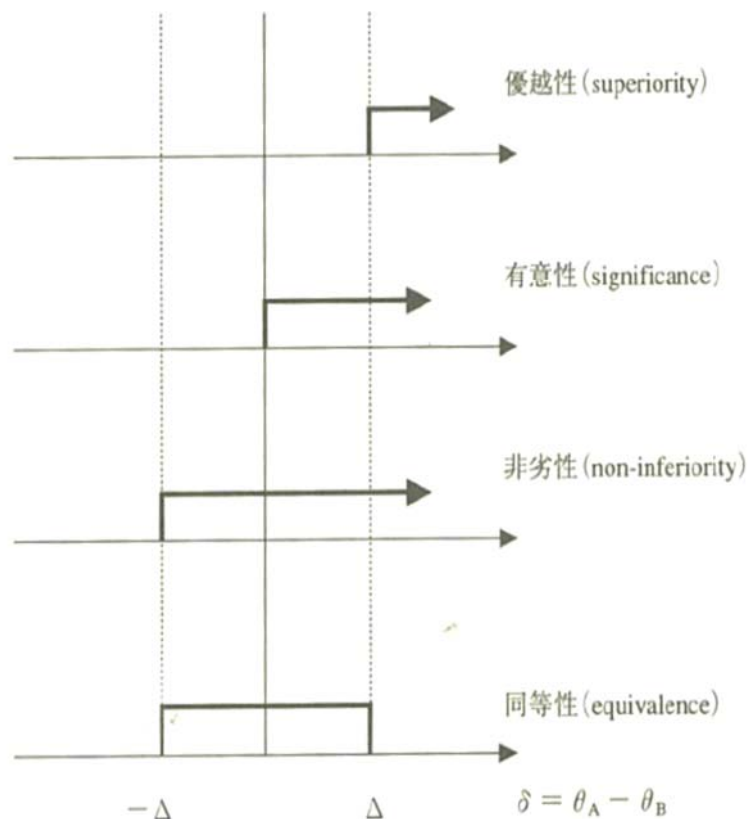 優越性(superiority)
有意性(significance)
非劣性(non-inferiority)
同等性(equivalence)
−Δ Δ δ = θA − θB